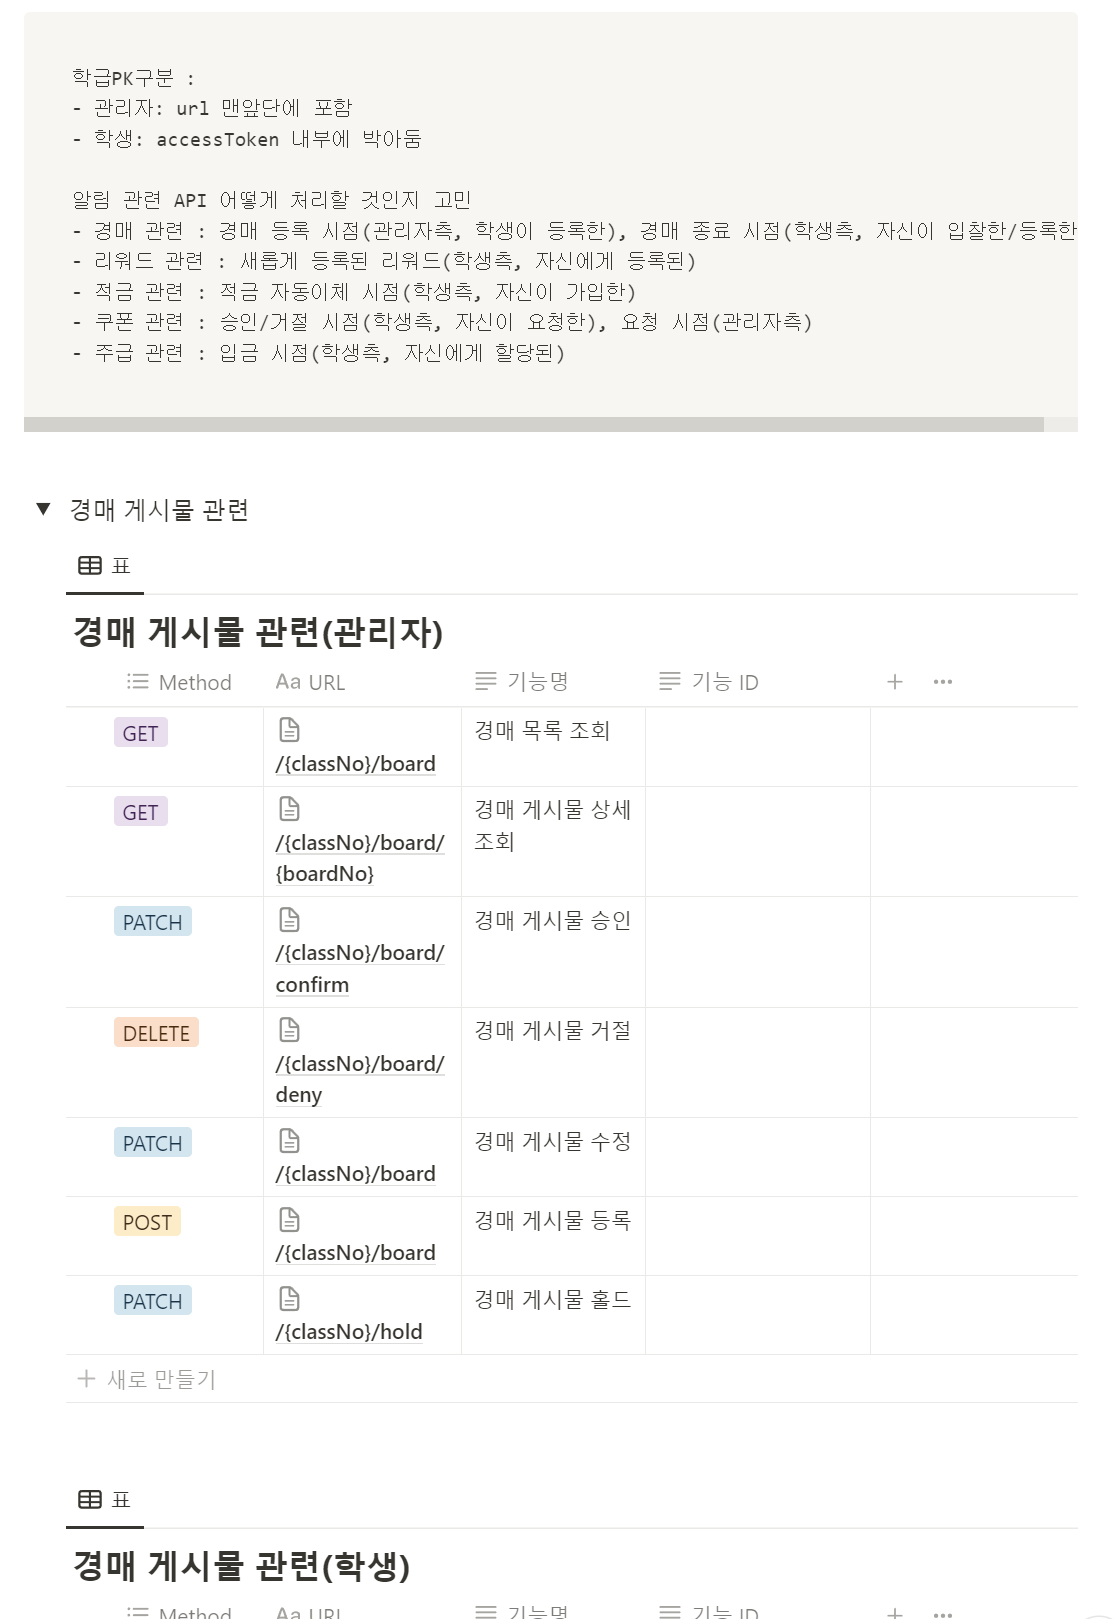 학급PK구분 :
- 관리자: url 맨앞단에 포함
- 학생: accessToken 내부에 박아둠
알림 관련 API 어떻게 처리할 것인지 고민
- 경매 관련 : 경매 등록 시점(관리자측, 학생이 등록한), 경매 종료 시점(학생측, 자신이 입찰한/등록한
- 리워드 관련 : 새롭게 등록된 리워드(학생측, 자신에게 등록된)
- 적금 관련 : 적금 자동이체 시점(학생측, 자신이 가입한)
- 쿠폰 관련 : 승인/거절 시점(학생측, 자신이 요청한), 요청 시점(관리자측)
- 주급 관련 : 입금 시점(학생측, 자신에게 할당된)
▼ 경매 게시물 관련
표
경매 게시물 관련(관리자)
Method Aa URL 기능명 기능 ID + •••
GET /{classNo}/board 경매 목록 조회
GET /{classNo}/board/ 경매 게시물 상세
{boardNo} 조회
PATCH /{classNo}/board/ 경매 게시물 승인
confirm
DELETE /{classNo}/board/ 경매 게시물 거절
deny
PATCH /{classNo}/board 경매 게시물 수정
POST /{classNo}/board 경매 게시물 등록
PATCH /{classNo}/hold 경매 게시물 홀드
+ 새로 만들기
표
경매 게시물 관련(학생)
Method Aa URL 기능명 기능 ID + •••